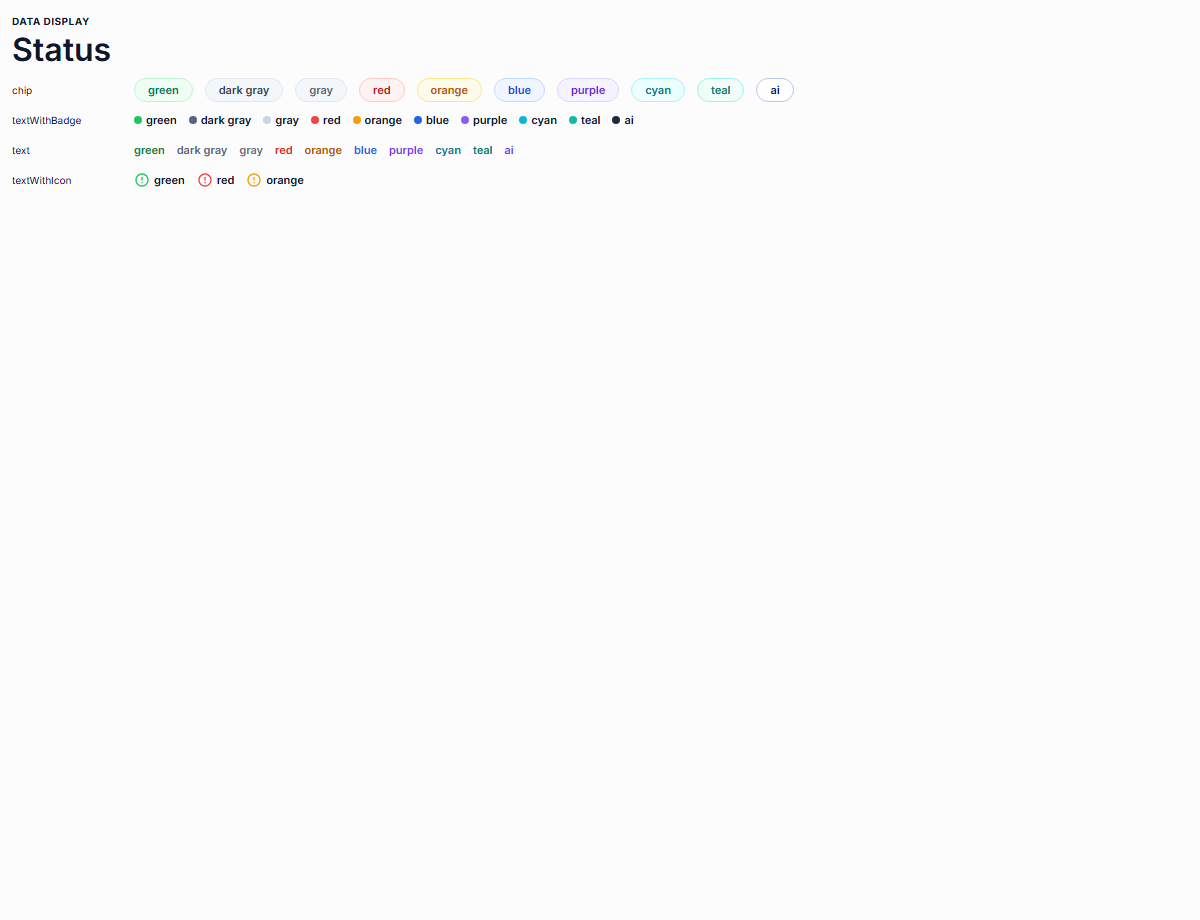 DATA DISPLAY
Status
chip green dark gray gray red orange blue purple cyan teal ai
textWithBadge green dark gray gray red orange blue purple cyan teal ai
text green dark gray gray red orange blue purple cyan teal ai
textWithIcon green red orange